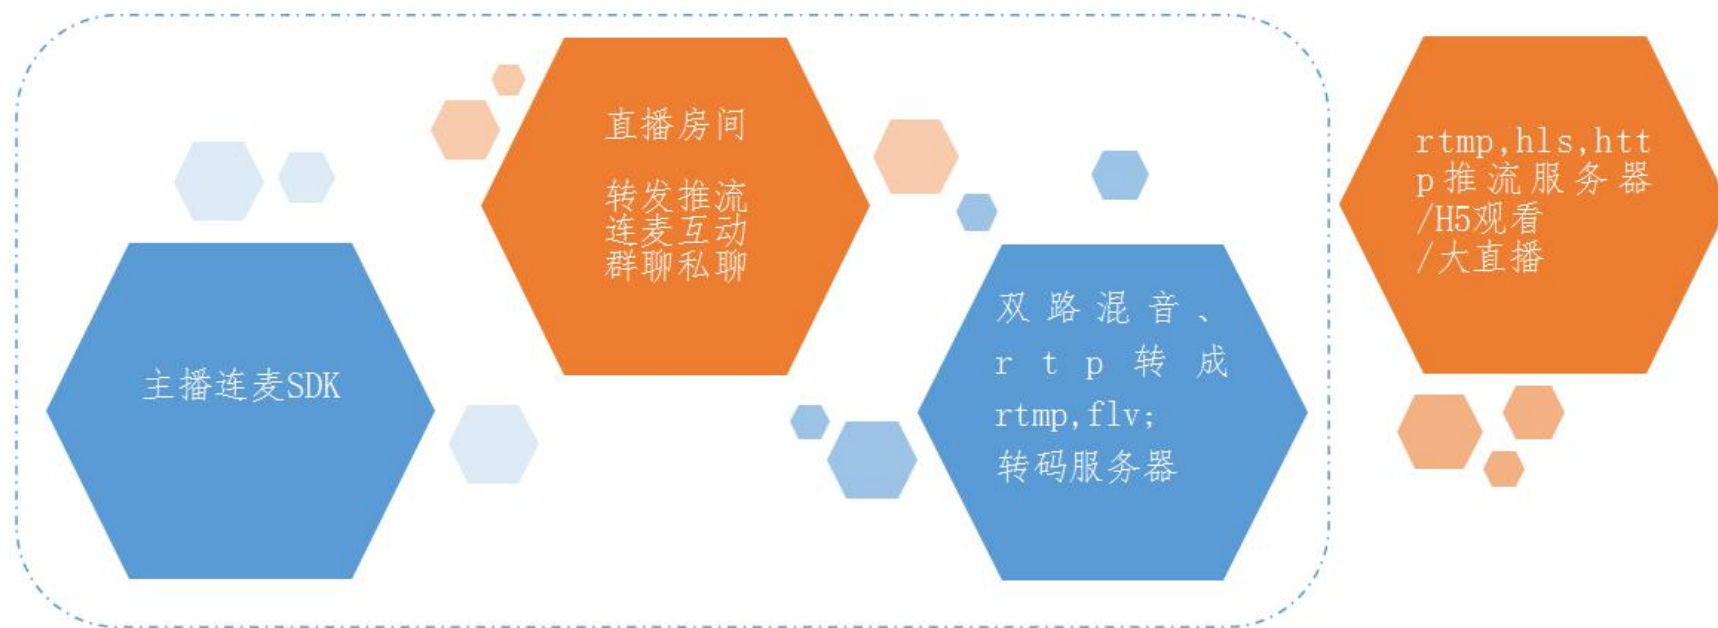 主播连麦SDK
直播房间
转发推流
连麦互动
群聊私聊
双路混音、
rtp转成
rtmp,flv;
转码服务器
rtmp,hls,htt
p推流服务器
/H5观看
/大直播